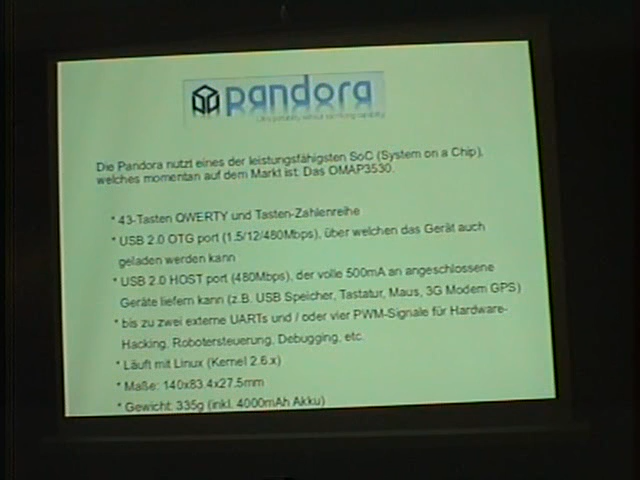 pandora
Die Pandora nutzt eines der leistungsfähigsten SoC (System on a Chip),
welches momentan auf dem Markt ist. Das OMAP3530.
* 43-Tasten QWERTY und Tasten-Zahlenreihe
* USB 2.0 OTG port (1.5/12/480Mbps), über welchen das Gerät auch
geladen werden kann
* USB 2.0 HOST port (480Mbps), der volle 500mA an angeschlossene
Geräte liefern kann (z.B. USB Speicher, Tastatur, Maus, 3G Modem GPS)
* bis zu zwei externe UARTs und / oder vier PWM-Signale für Hardware-
Hacking, Robotersteuerung, Debugging, etc
* Läuft mit Linux (Kernel 2.6.x)
* Maße: 140x83.4x27.5mm
* Gewicht: 335g (inkl. 4000mAh Akku)